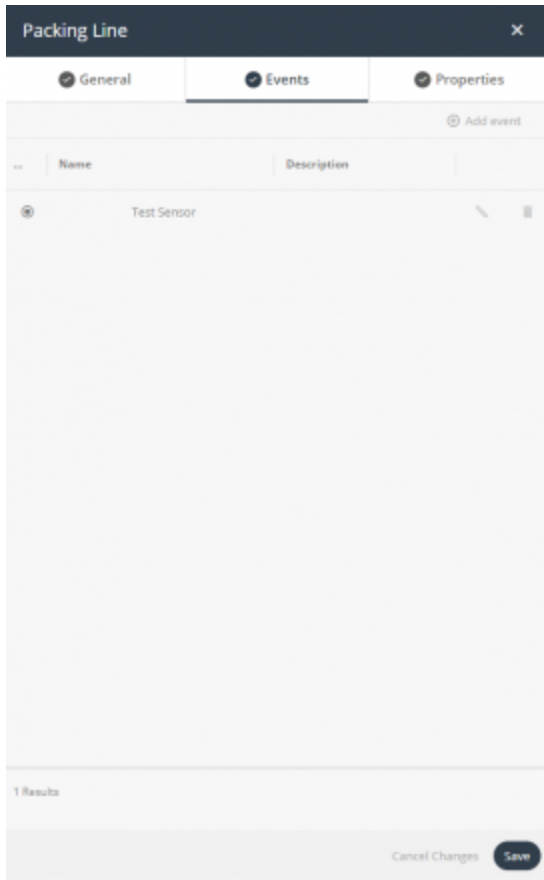 Packing Line
General Events Properties
Add event
.. Name Description
Test Sensor
1 Results
Cancel Changes Save